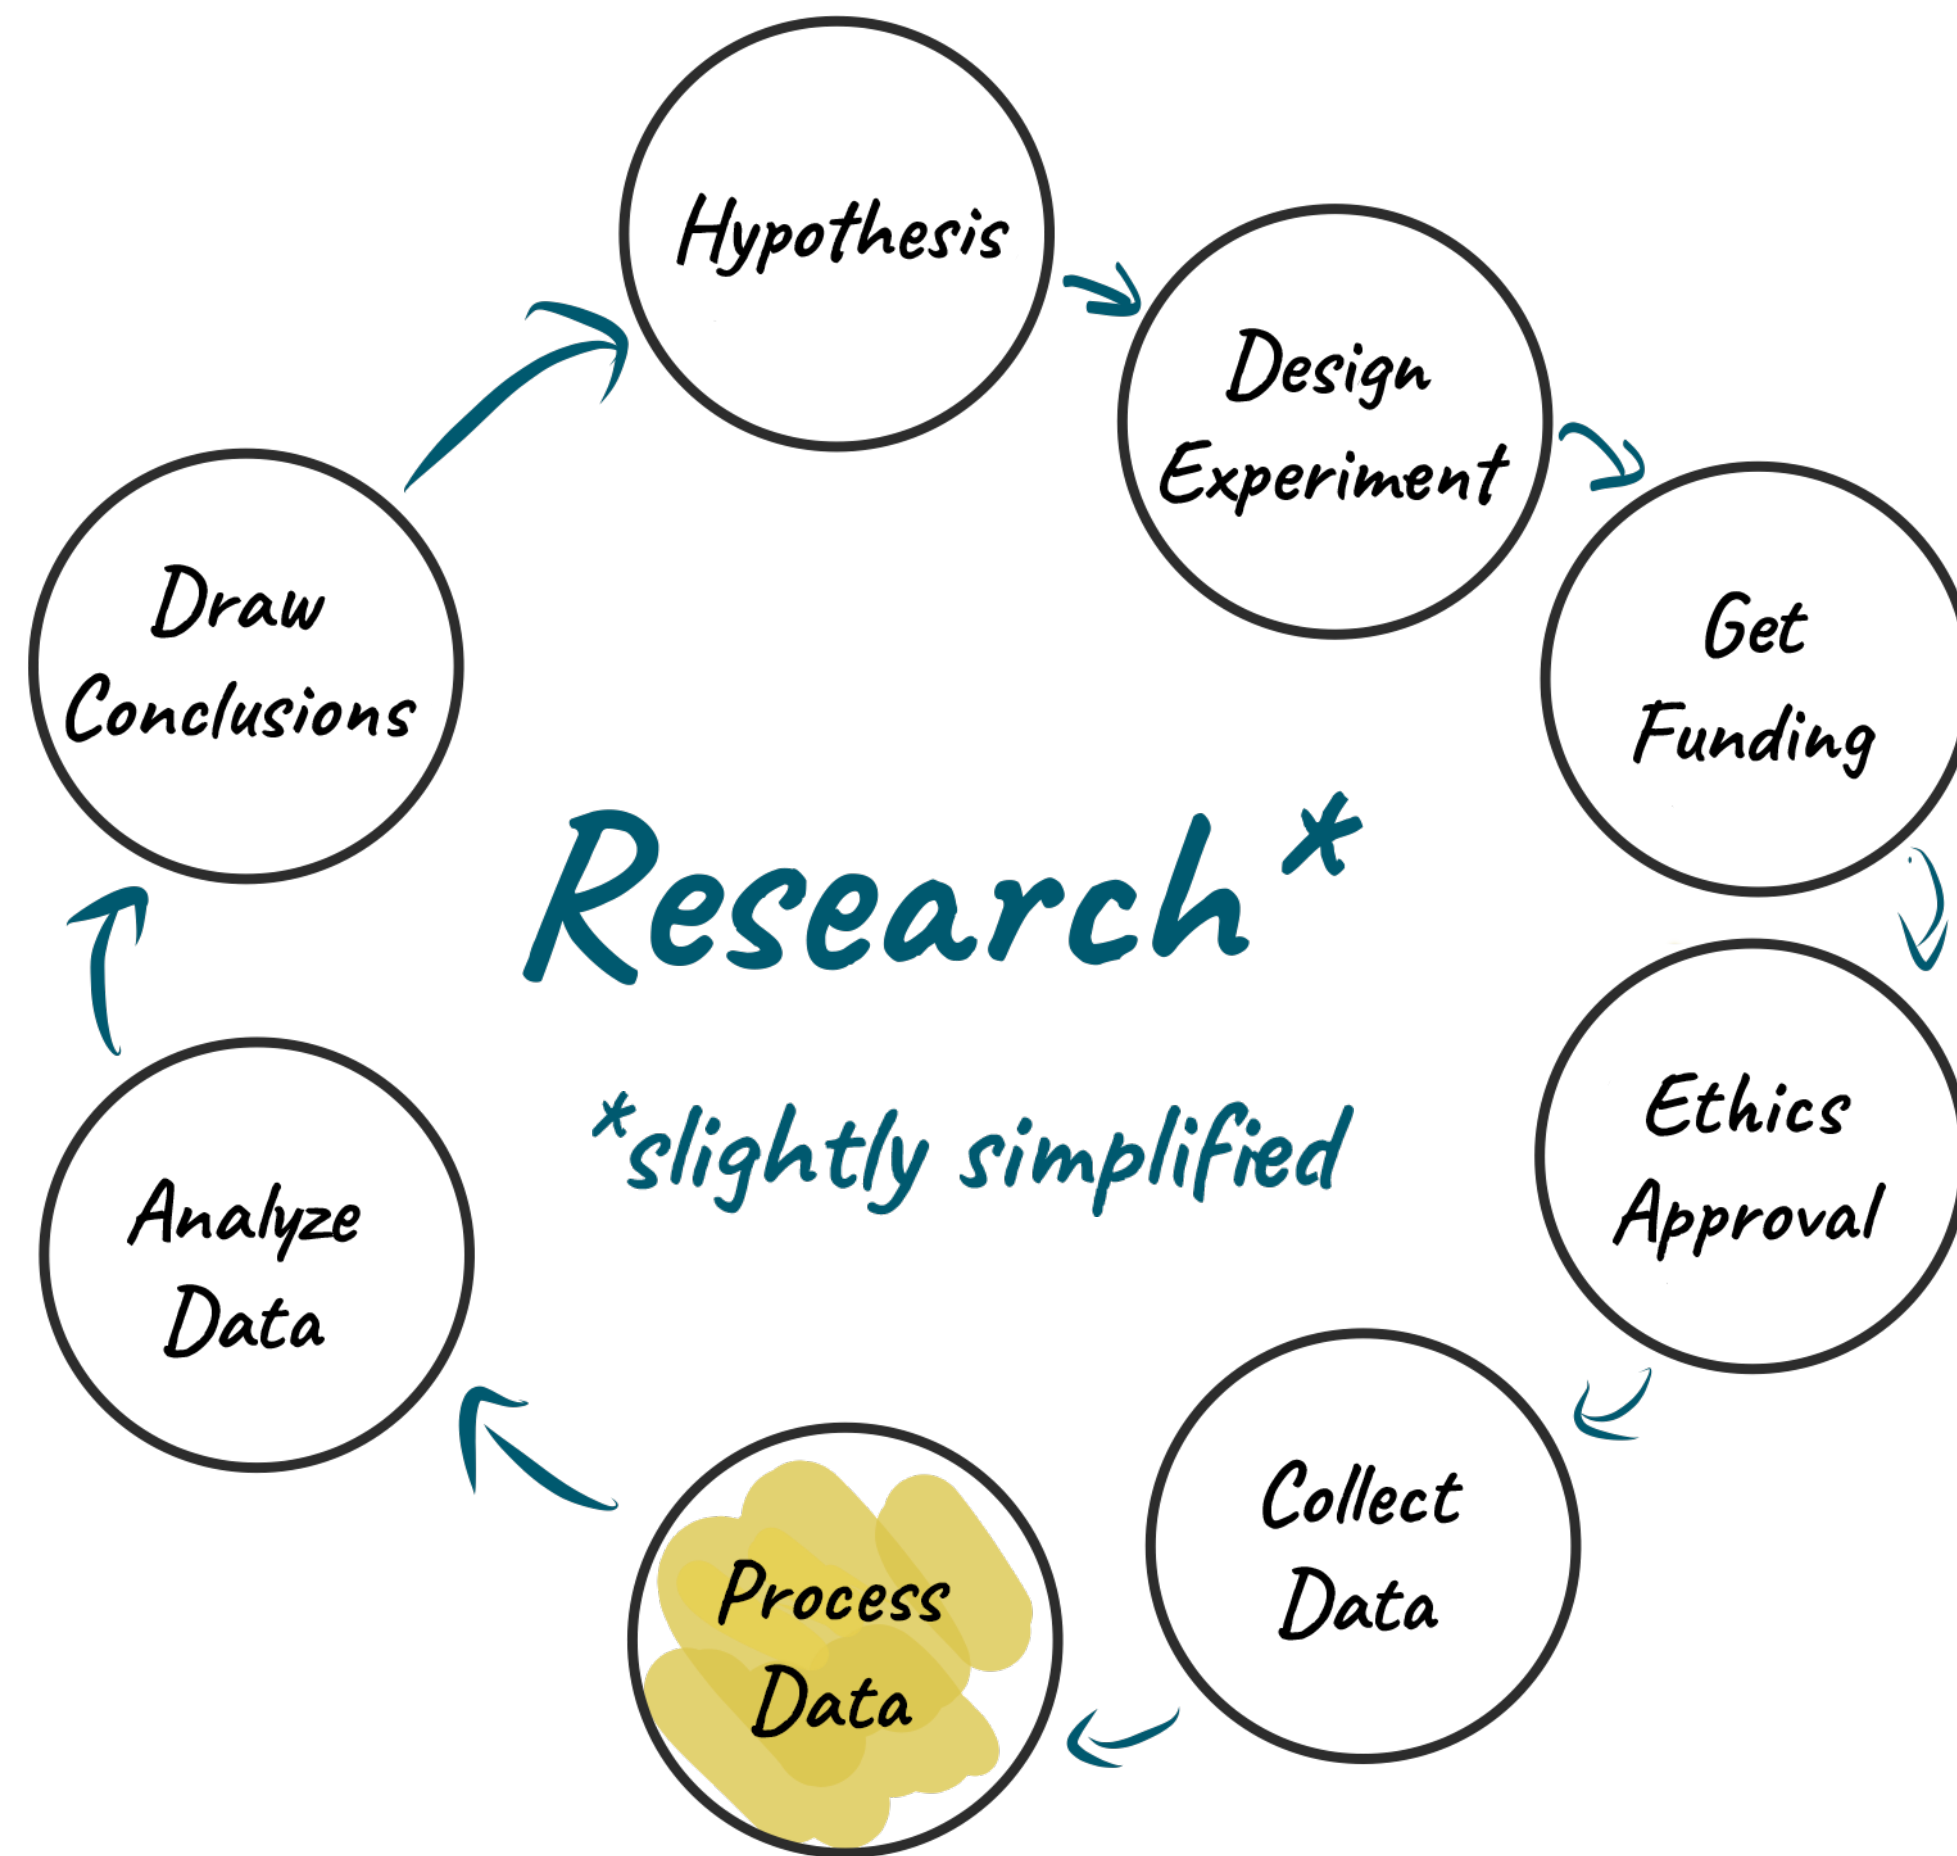 Hypothesis
Design
Experiment
Get
Funding
Ethics
Approval
Collect
Data
Process
Data
Analyze
Data
Draw
Conclusions
Research*
*slightly simplified